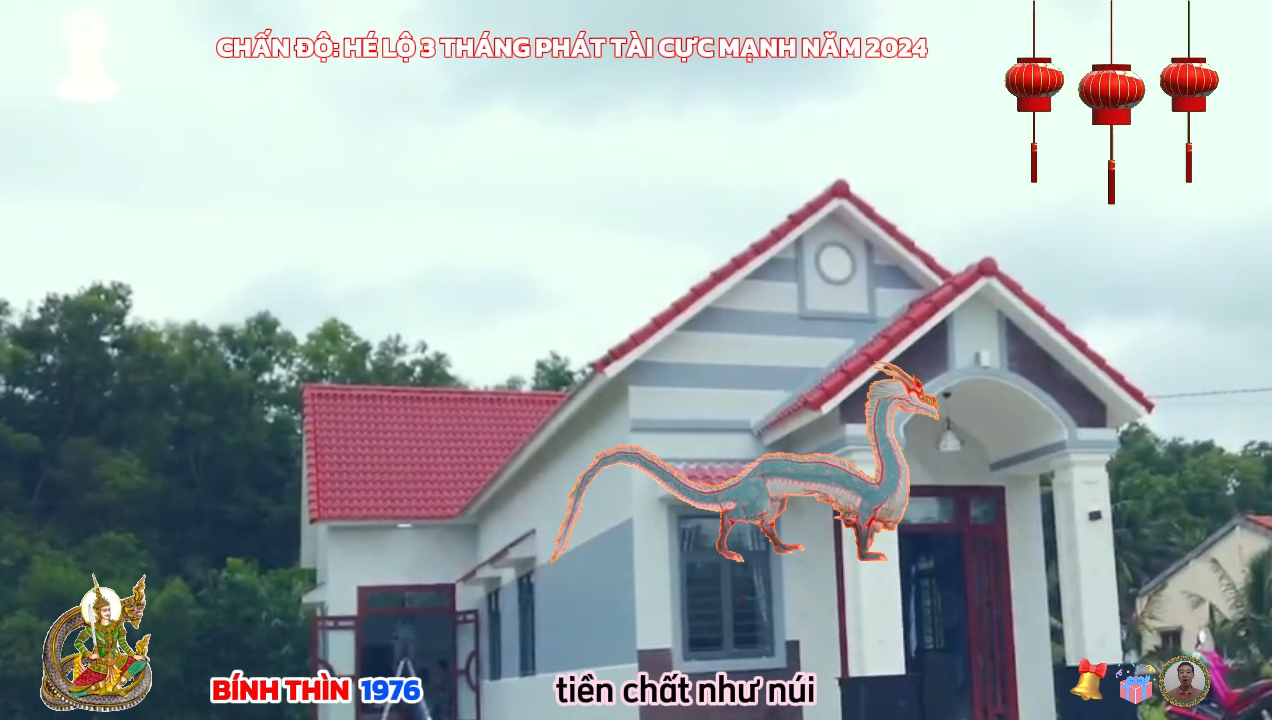 CHẤN ĐỘ: HÉ LỘ 3 THÁNG PHÁT TÀI CỰC MẠNH NĂM 2024
BÍNH THÌN 1976
tiền chất như núi